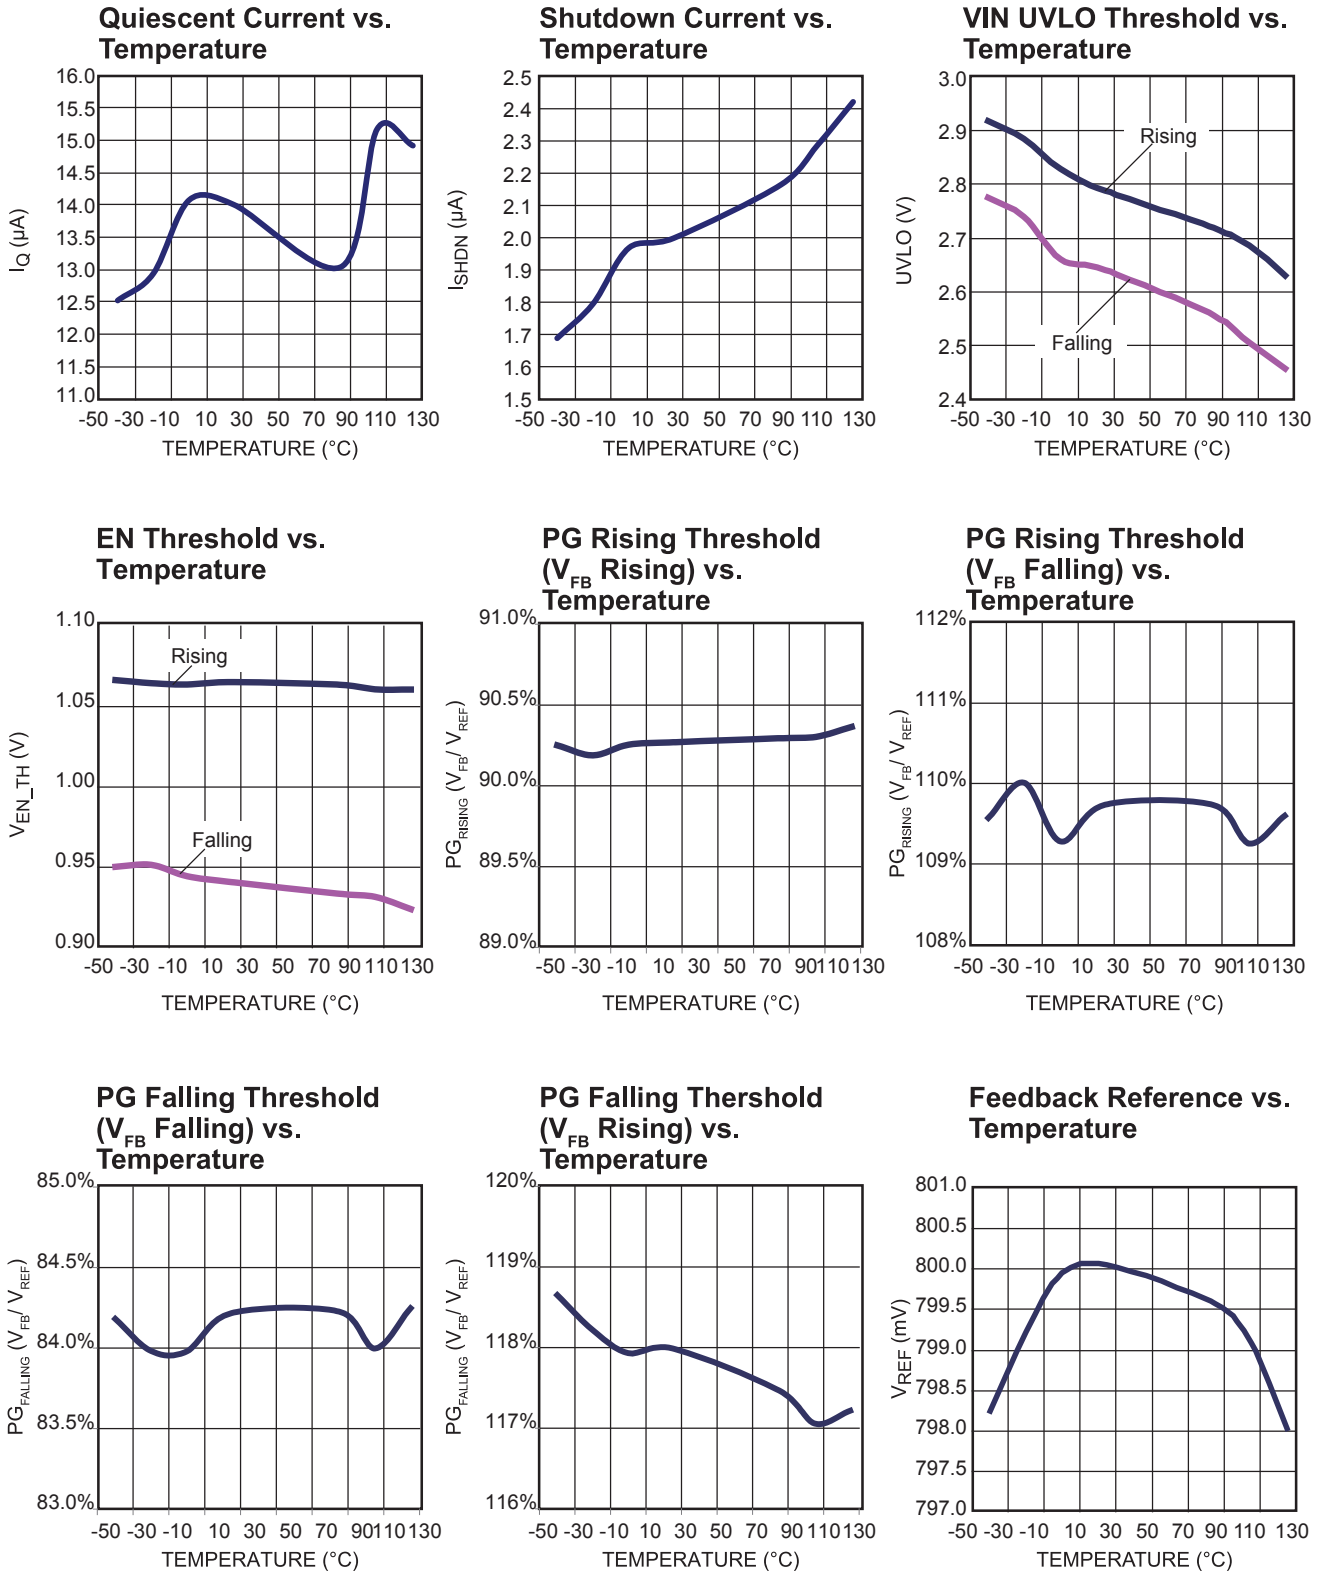 Quiescent Current vs.
Temperature
16.0
15.5
15.0
14.5
14.0
13.5
13.0
12.5
12.0
11.5
11.0
IQ (µA)
-50 -30 -10 10 30 50 70 90 110 130
TEMPERATURE (°C)
Shutdown Current vs.
Temperature
2.5
2.4
2.3
2.2
2.1
2.0
1.9
1.8
1.7
1.6
1.5
ISHDN (µA)
-50 -30 -10 10 30 50 70 90 110 130
TEMPERATURE (°C)
VIN UVLO Threshold vs.
Temperature
3.0
2.9
2.8
2.7
2.6
2.5
2.4
UVLO (V)
Rising
Falling
-50 -30 -10 10 30 50 70 90 110 130
TEMPERATURE (°C)
EN Threshold vs.
Temperature
1.10
1.05
1.00
0.95
0.90
VEN_TH (V)
Rising
Falling
-50 -30 -10 10 30 50 70 90 110 130
TEMPERATURE (°C)
PG Rising Threshold
(VFB Rising) vs.
Temperature
91.0%
90.5%
90.0%
89.5%
89.0%
PGRISING (VFB/ VREF)
-50 -30 -10 10 30 50 70 90 110 130
TEMPERATURE (°C)
PG Rising Threshold
(VFB Falling) vs.
Temperature
112%
111%
110%
109%
108%
PGRISING (VFB/ VREF)
-50 -30 -10 10 30 50 70 90 110 130
TEMPERATURE (°C)
PG Falling Threshold
(VFB Falling) vs.
Temperature
85.0%
84.5%
84.0%
83.5%
83.0%
PGFALLING (VFB/ VREF)
-50 -30 -10 10 30 50 70 90 110 130
TEMPERATURE (°C)
PG Falling Thershold
(VFB Rising) vs.
Temperature
120%
119%
118%
117%
116%
PGFALLING (VFB/ VREF)
-50 -30 -10 10 30 50 70 90 110 130
TEMPERATURE (°C)
Feedback Reference vs.
Temperature
801.0
800.5
800.0
799.5
799.0
798.5
798.0
797.5
797.0
VREF (mV)
-50 -30 -10 10 30 50 70 90 110 130
TEMPERATURE (°C)